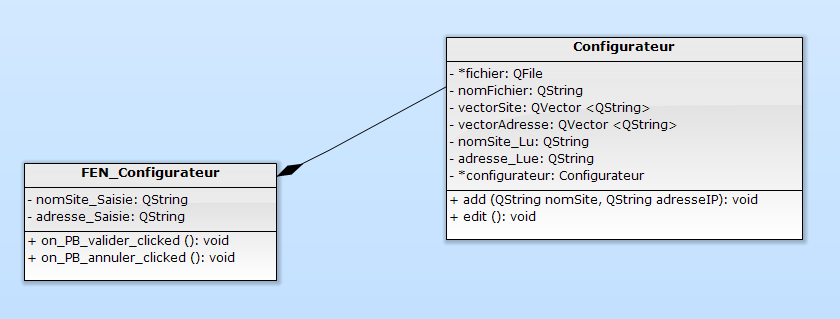 Configurateur
- *fichier: QFile
- nomFichier: QString
- vectorSite: QVector <QString>
- vectorAdresse: QVector <QString>
- nomSite_Lu: QString
- adresse_Lue: QString
- *configurateur: Configurateur
+ add (QString nomSite, QString adresseIP): void
+ edit (): void
FEN_Configurateur
- nomSite_Saisie: QString
- adresse_Saisie: QString
+ on_PB_valider_clicked (): void
+ on_PB_annuler_clicked (): void